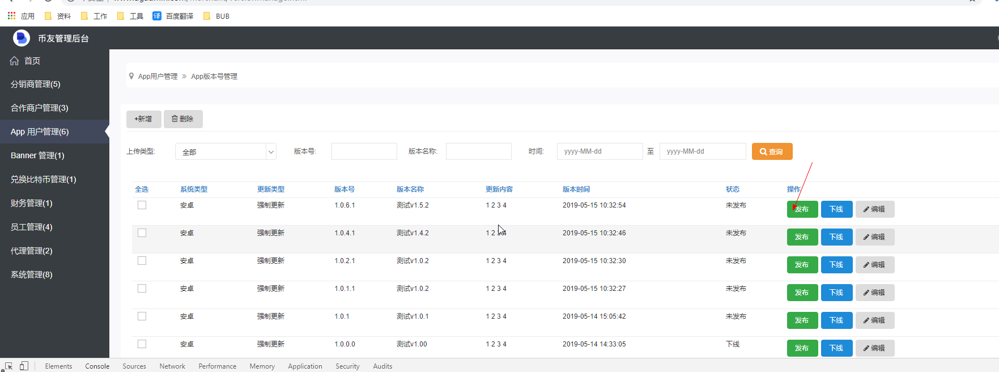 应用 资料 工作 工具 译 百度翻译 BUB
币友管理后台
首页
分销商管理(5)
合作商户管理(3)
App 用户管理(6)
Banner 管理(1)
兑换比特币管理(1)
财务管理(1)
员工管理(4)
代理管理(2)
系统管理(8)
App用户管理 » App版本号管理
+新增 删除
上传类型: 全部 版本号: 版本名称: 时间: yyyy-MM-dd 至 yyyy-MM-dd 查询
全选 系统类型 更新类型 版本号 版本名称 更新内容 版本时间 状态 操作
安卓 强制更新 1.0.6.1 测试v1.5.2 1 2 3 4 2019-05-15 10:32:54 未发布 发布 下线 编辑
安卓 强制更新 1.0.4.1 测试v1.4.2 1 2 3 4 2019-05-15 10:32:46 未发布 发布 下线 编辑
安卓 强制更新 1.0.2.1 测试v1.0.2 1 2 3 4 2019-05-15 10:32:30 未发布 发布 下线 编辑
安卓 强制更新 1.0.1.1 测试v1.0.2 1 2 3 4 2019-05-15 10:32:27 未发布 发布 下线 编辑
安卓 强制更新 1.0.1 测试v1.0.1 1 2 3 4 2019-05-14 15:05:42 未发布 发布 下线 编辑
安卓 强制更新 1.0.0.0 测试v1.00 1 2 3 4 2019-05-14 14:33:05 下线 发布 下线 编辑
Elements Console Sources Network Performance Memory Application Security Audits